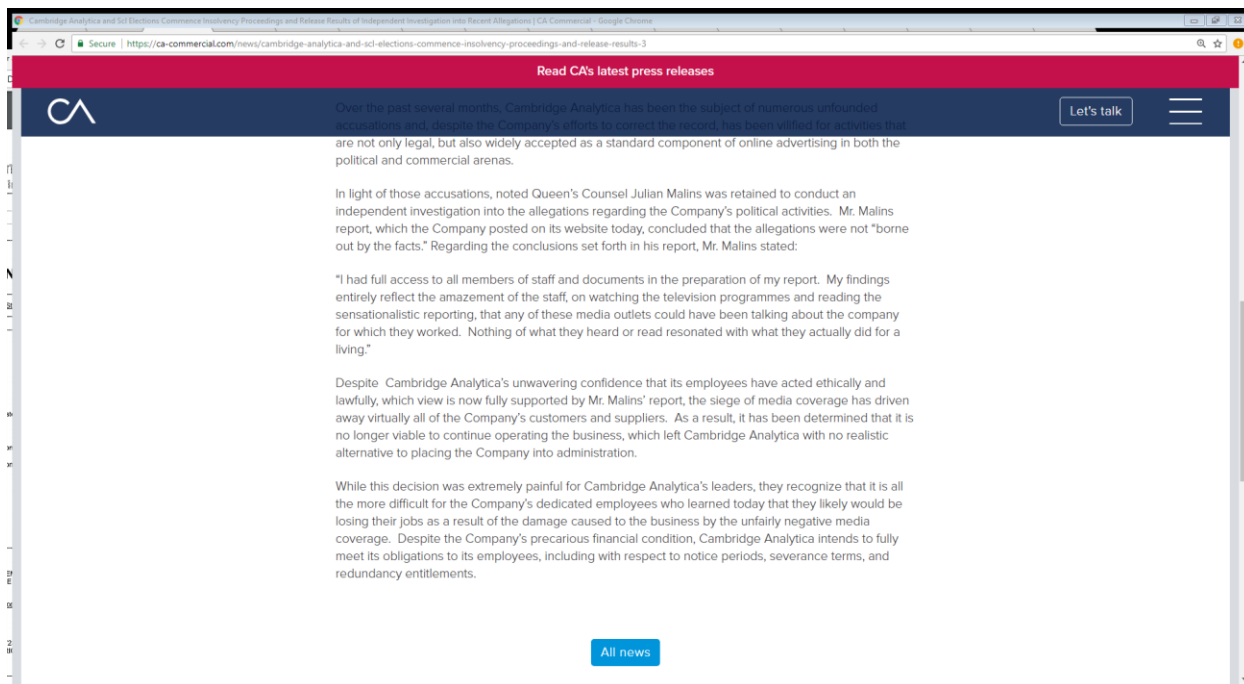 Cambridge Analytica and Scl Elections Commence Insolvency Proceedings and Release Results of Independent Investigation into Recent Allegations | CA Commercial - Google Chrome
Secure | https://ca-commercial.com/news/cambridge-analytica-and-scl-elections-commence-insolvency-proceedings-and-release-results-3
Read CA's latest press releases
CA
Let's talk
Over the past several months, Cambridge Analytica has been the subject of numerous unfounded
accusations and, despite the Company's efforts to correct the record, has been vilified for activities that
are not only legal, but also widely accepted as a standard component of online advertising in both the
political and commercial arenas.
In light of those accusations, noted Queen's Counsel Julian Malins was retained to conduct an
independent investigation into the allegations regarding the Company's political activities.  Mr. Malins
report, which the Company posted on its website today, concluded that the allegations were not "borne
out by the facts." Regarding the conclusions set forth in his report, Mr. Malins stated:
"I had full access to all members of staff and documents in the preparation of my report.  My findings
entirely reflect the amazement of the staff, on watching the television programmes and reading the
sensationalistic reporting, that any of these media outlets could have been talking about the company
for which they worked.  Nothing of what they heard or read resonated with what they actually did for a
living."
Despite  Cambridge Analytica's unwavering confidence that its employees have acted ethically and
lawfully, which view is now fully supported by Mr. Malins' report, the siege of media coverage has driven
away virtually all of the Company's customers and suppliers.  As a result, it has been determined that it is
no longer viable to continue operating the business, which left Cambridge Analytica with no realistic
alternative to placing the Company into administration.
While this decision was extremely painful for Cambridge Analytica's leaders, they recognize that it is all
the more difficult for the Company's dedicated employees who learned today that they likely would be
losing their jobs as a result of the damage caused to the business by the unfairly negative media
coverage.  Despite the Company's precarious financial condition, Cambridge Analytica intends to fully
meet its obligations to its employees, including with respect to notice periods, severance terms, and
redundancy entitlements.
All news